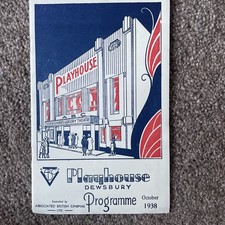 PLAYHOUSE
Playhouse
DEWSBURY
Programme
October
1938
ASSOCIATED BRITISH CINEMAS
LTD